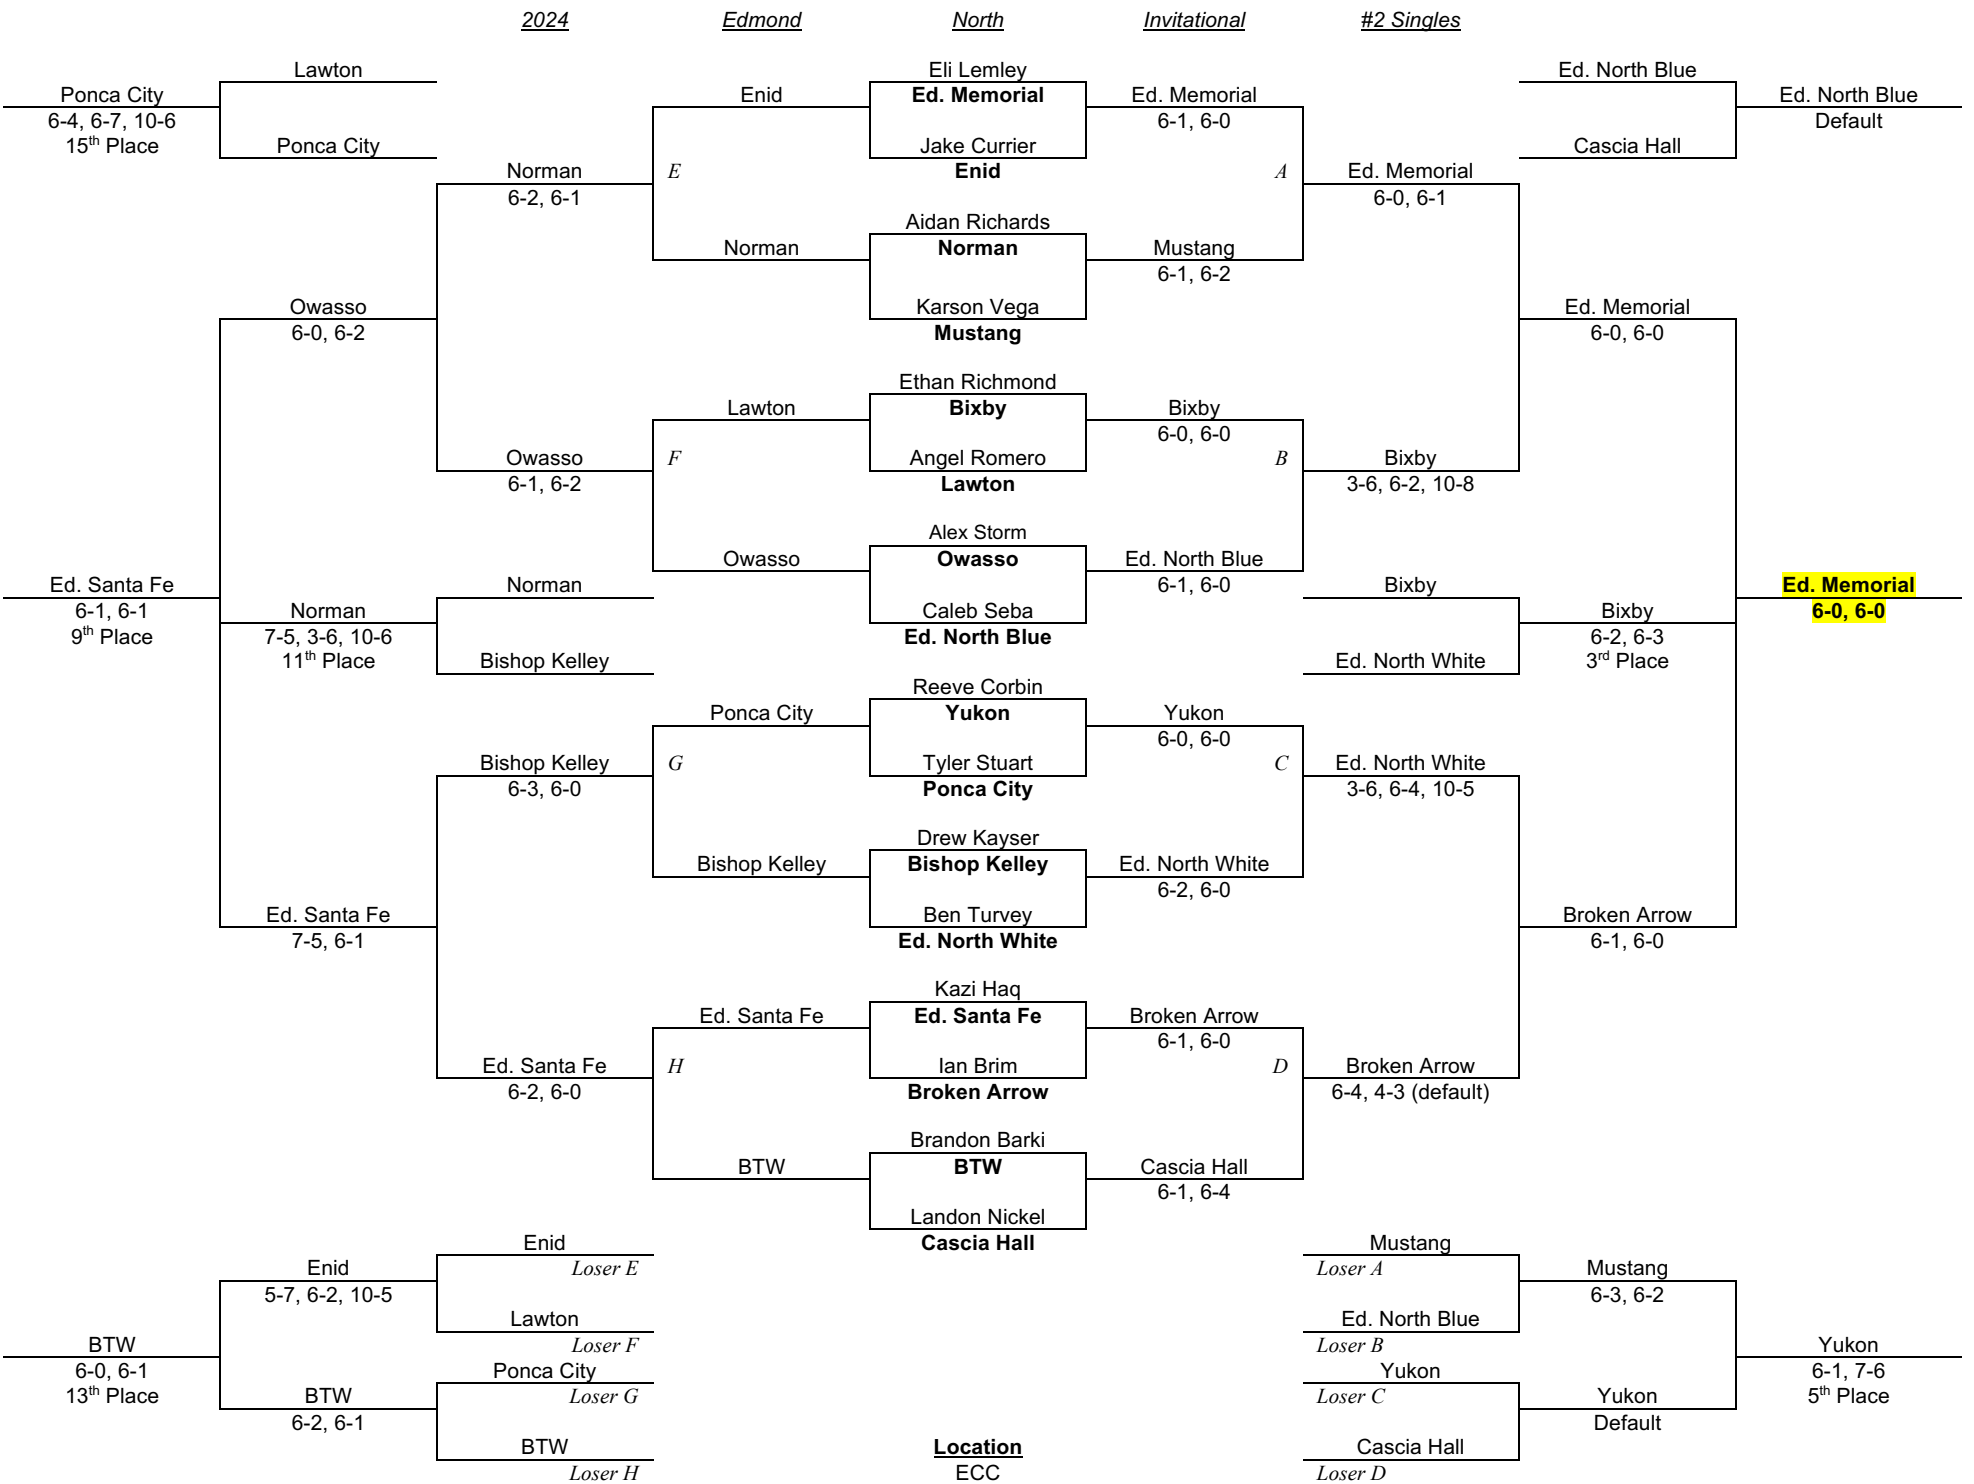 2024 Edmond North Invitational #2 Singles
Lawton
Ponca City
6-4, 6-7, 10-6
15th Place
Ponca City
Owasso
6-0, 6-2
Ed. Santa Fe
6-1, 6-1
9th Place
Norman
7-5, 3-6, 10-6
11th Place
Ed. Santa Fe
7-5, 6-1
Enid
5-7, 6-2, 10-5
BTW
6-0, 6-1
13th Place
BTW
6-2, 6-1
Norman
6-2, 6-1
Owasso
6-1, 6-2
Norman
Bishop Kelley
Bishop Kelley
6-3, 6-0
Ed. Santa Fe
6-2, 6-0
Enid
Loser E
Lawton
Loser F
Ponca City
Loser G
BTW
Loser H
Enid
E
Norman
Lawton
F
Owasso
Ponca City
G
Bishop Kelley
Ed. Santa Fe
H
BTW
Eli Lemley
Ed. Memorial
Jake Currier
Enid
Aidan Richards
Norman
Karson Vega
Mustang
Ethan Richmond
Bixby
Angel Romero
Lawton
Alex Storm
Owasso
Caleb Seba
Ed. North Blue
Reeve Corbin
Yukon
Tyler Stuart
Ponca City
Drew Kayser
Bishop Kelley
Ben Turvey
Ed. North White
Kazi Haq
Ed. Santa Fe
Ian Brim
Broken Arrow
Brandon Barki
BTW
Landon Nickel
Cascia Hall
Location
ECC
Ed. Memorial
6-1, 6-0
A
Mustang
6-1, 6-2
Bixby
6-0, 6-0
B
Ed. North Blue
6-1, 6-0
Yukon
6-0, 6-0
C
Ed. North White
6-2, 6-0
Broken Arrow
6-1, 6-0
D
Cascia Hall
6-1, 6-4
Ed. Memorial
6-0, 6-1
Bixby
3-6, 6-2, 10-8
Bixby
Ed. North White
Ed. North White
3-6, 6-4, 10-5
Broken Arrow
6-4, 4-3 (default)
Mustang
Loser A
Ed. North Blue
Loser B
Yukon
Loser C
Cascia Hall
Loser D
Ed. North Blue
Cascia Hall
Ed. North Blue
Default
Ed. Memorial
6-0, 6-0
Bixby
6-2, 6-3
3rd Place
Broken Arrow
6-1, 6-0
Ed. Memorial
6-0, 6-0
Mustang
6-3, 6-2
Yukon
Default
Yukon
6-1, 7-6
5th Place